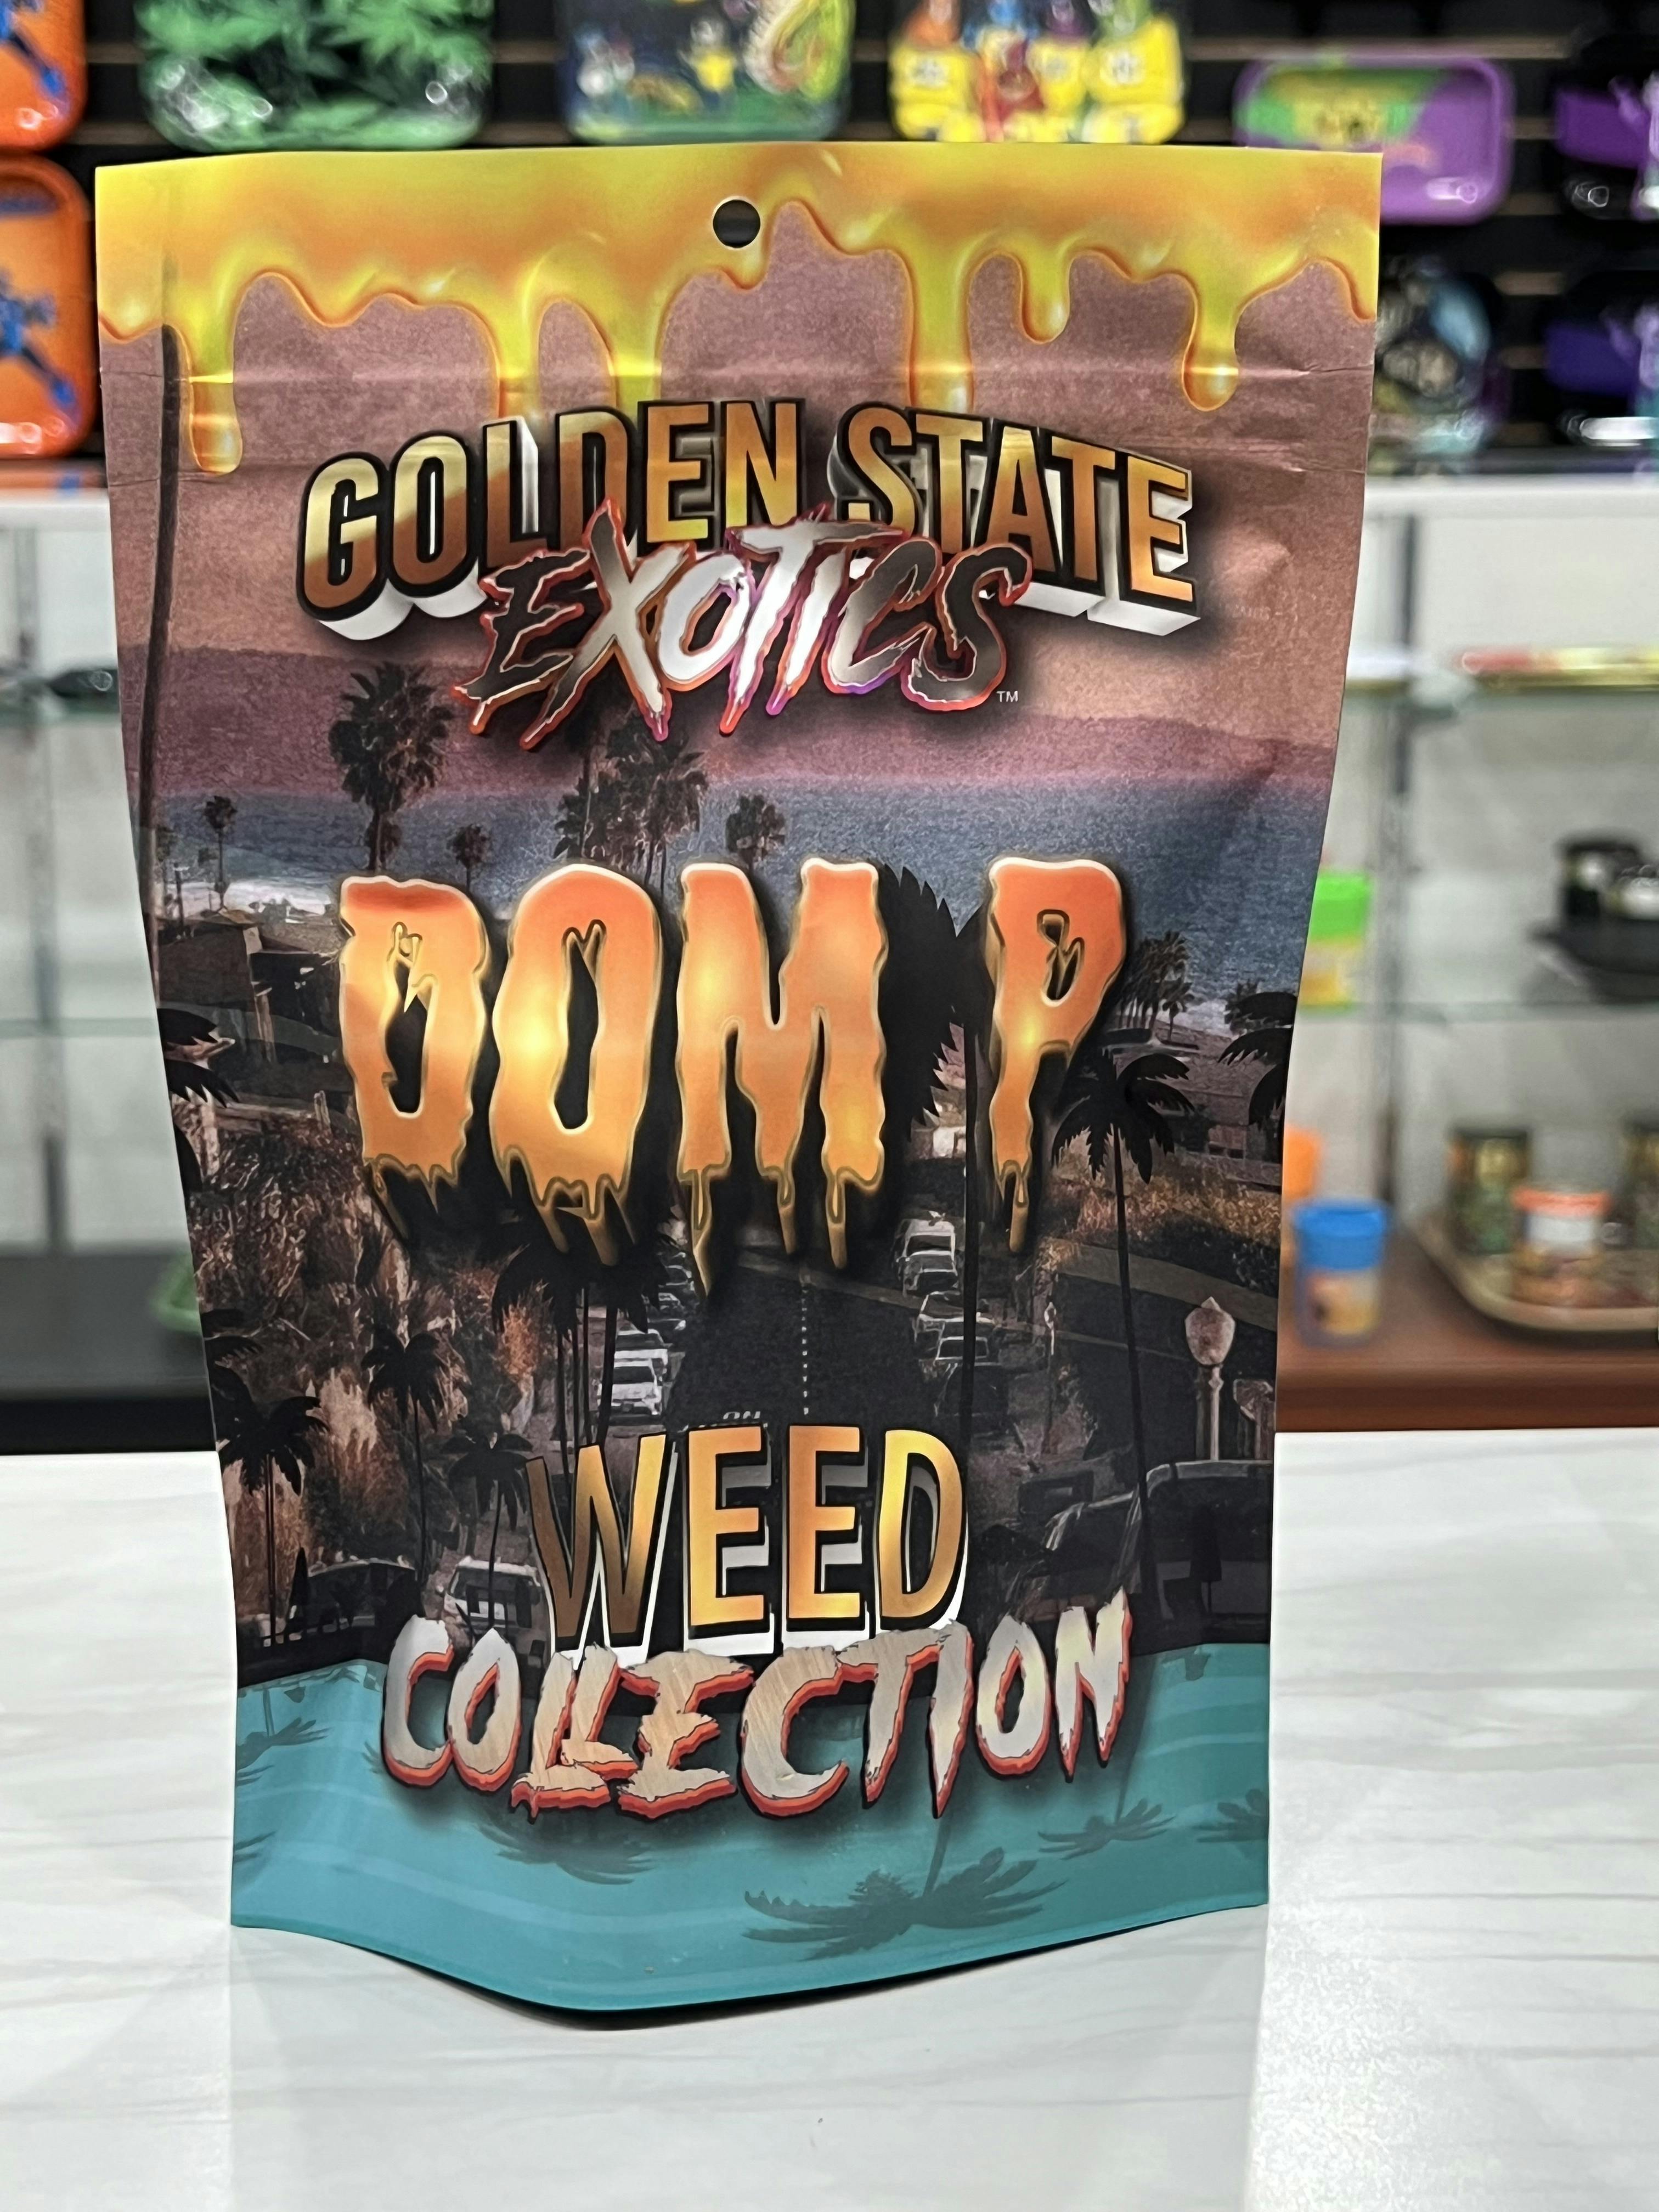 GOLDEN STATE
EXOTICS
TM
DOM P
WEED
COLLECTION